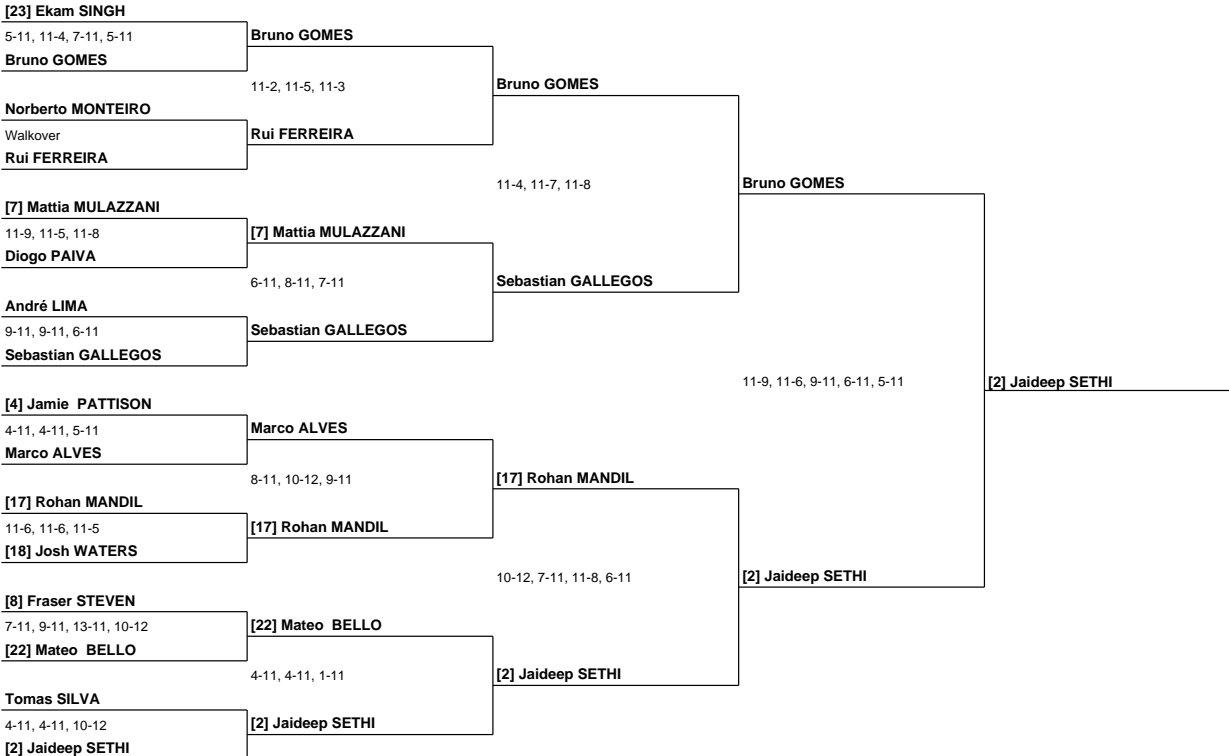 [23] Ekam SINGH
5-11, 11-4, 7-11, 5-11
Bruno GOMES
Bruno GOMES
11-2, 11-5, 11-3
Bruno GOMES
Norberto MONTEIRO
Walkover
Rui FERREIRA
Rui FERREIRA
11-4, 11-7, 11-8
Bruno GOMES
[7] Mattia MULAZZANI
11-9, 11-5, 11-8
[7] Mattia MULAZZANI
Diogo PAIVA
6-11, 8-11, 7-11
Sebastian GALLEGOS
André LIMA
9-11, 9-11, 6-11
Sebastian GALLEGOS
Sebastian GALLEGOS
11-9, 11-6, 9-11, 6-11, 5-11
[2] Jaideep SETHI
[4] Jamie PATTISON
4-11, 4-11, 5-11
Marco ALVES
Marco ALVES
8-11, 10-12, 9-11
[17] Rohan MANDIL
[17] Rohan MANDIL
11-6, 11-6, 11-5
[17] Rohan MANDIL
[18] Josh WATERS
10-12, 7-11, 11-8, 6-11
[2] Jaideep SETHI
[8] Fraser STEVEN
7-11, 9-11, 13-11, 10-12
[22] Mateo BELLO
[22] Mateo BELLO
4-11, 4-11, 1-11
[2] Jaideep SETHI
Tomas SILVA
4-11, 4-11, 10-12
[2] Jaideep SETHI
[2] Jaideep SETHI